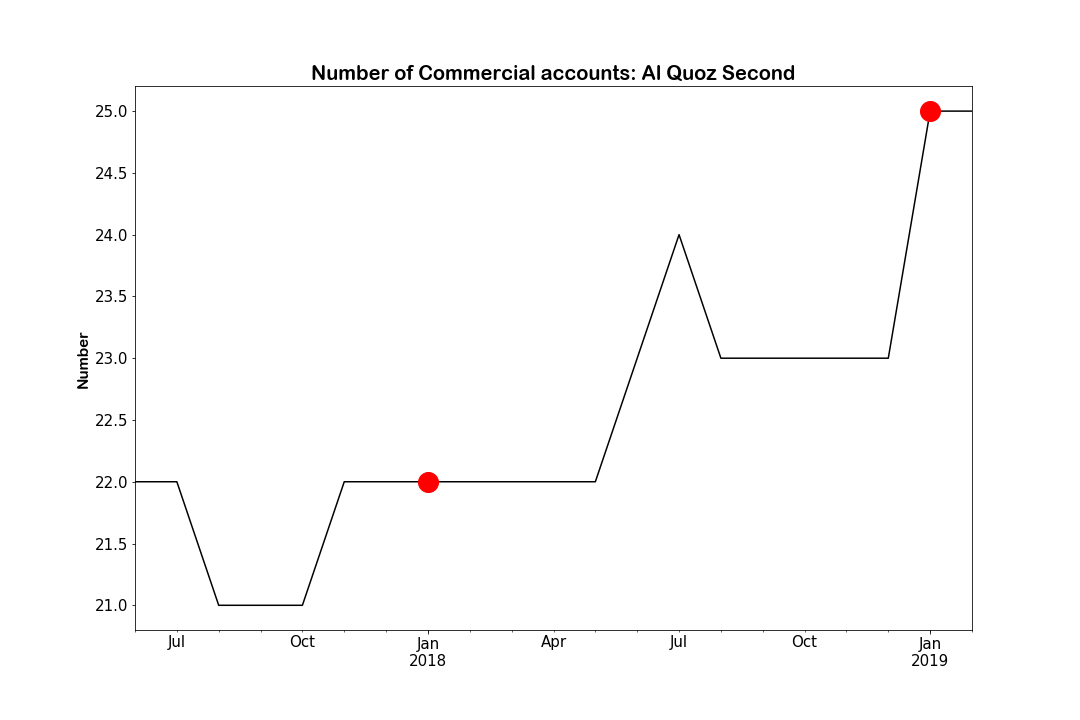 Number of Commercial accounts: Al Quoz Second
25.0
24.5
24.0
23.5
23.0
22.5
22.0
21.5
21.0
Number
Jul
Oct
Jan
2018
Apr
Jul
Oct
Jan
2019